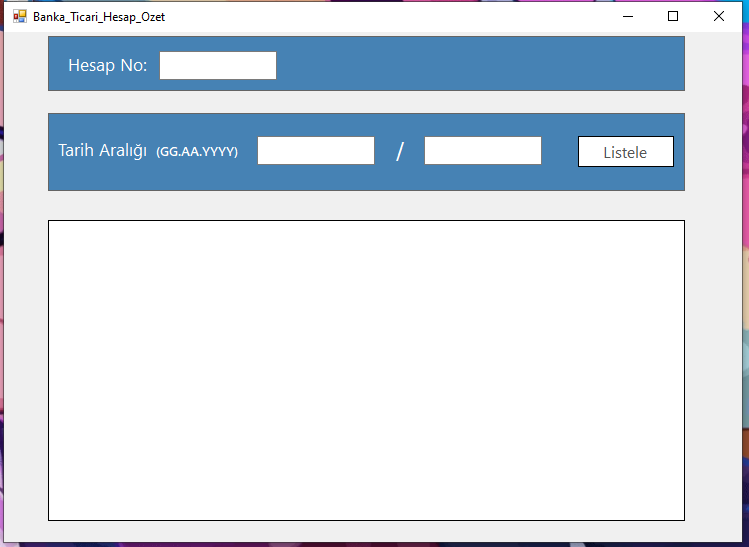 Banka_Ticari_Hesap_Ozet
Hesap No:
Tarih Aralığı (GG.AA.YYYY) / Listele